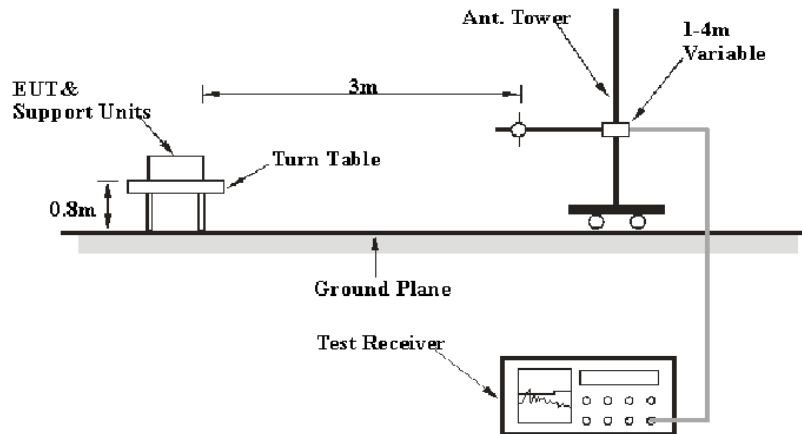 Ant. Tower
1-4m
Variable
EUT&
Support Units
3m
Turn Table
0.8m
Ground Plane
Test Receiver